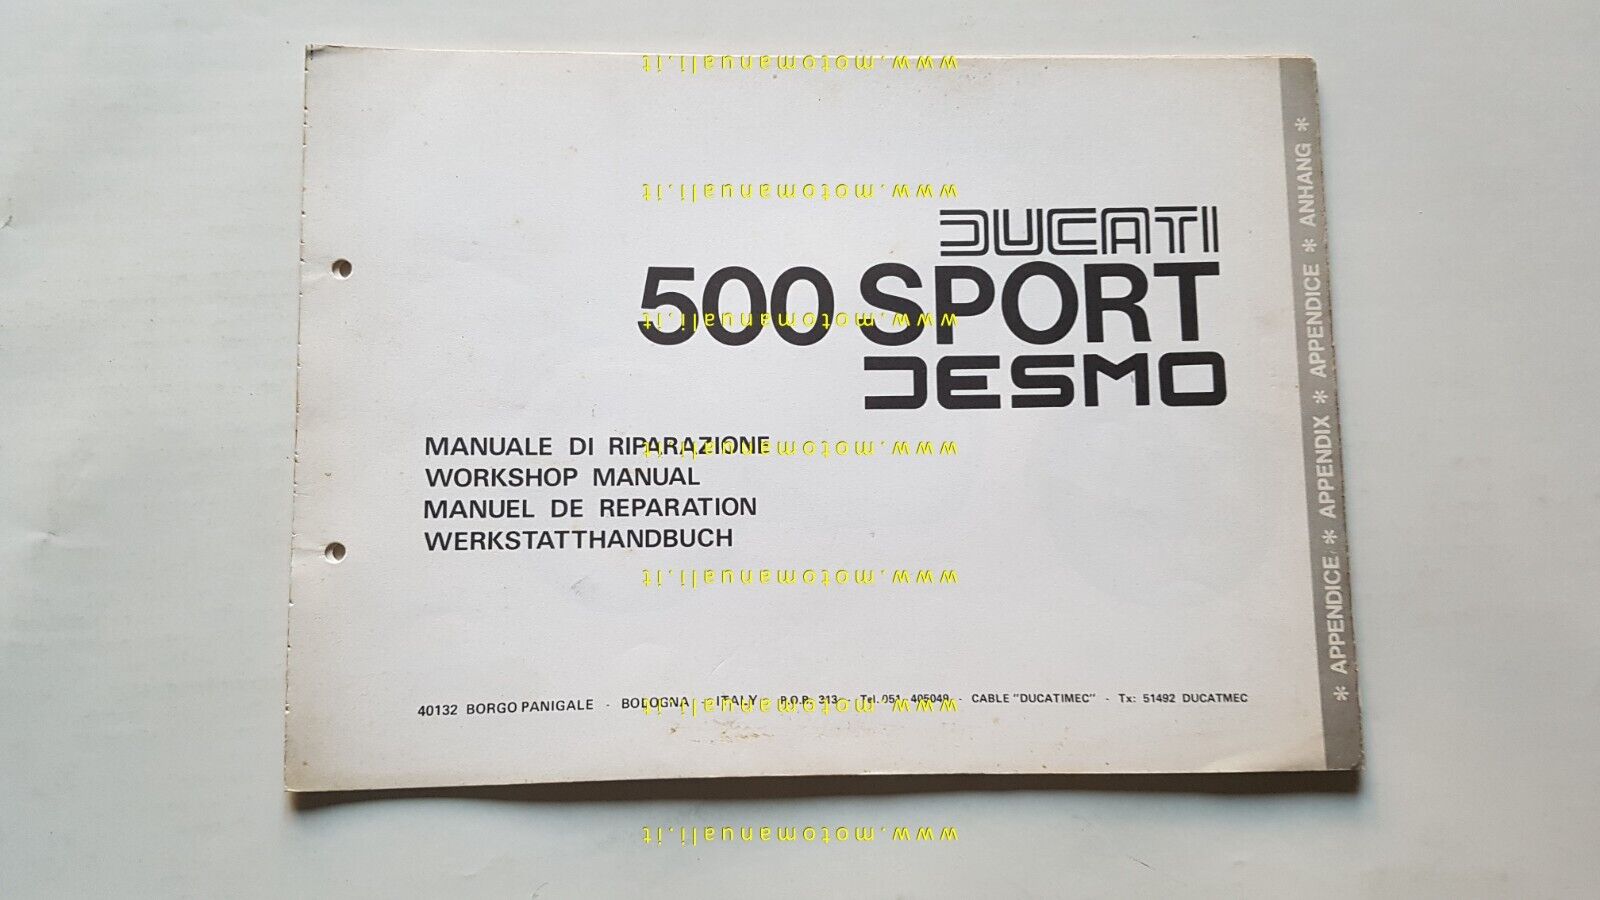 www.motomanuali.it
www.motomanuali.it
DUCATI
500 SPORT
www.motomanuali.it
DESMO
MANUALE DI RIPARAZIONE
www.motomanuali.it
WORKSHOP MANUAL
MANUEL DE REPARATION
WERKSTATTHANDBUCH
www.motomanuali.it
40132 BORGO PANIGALE - BOLOGNA - ITALY - P.O.B. 313 - Tel. 051 - 405049 - CABLE "DUCATIMEC" - Tx: 51492 DUCATMEC
www.motomanuali.it
www.motomanuali.it
* APPENDICE * APPENDIX * APPENDICE * ANHANG *